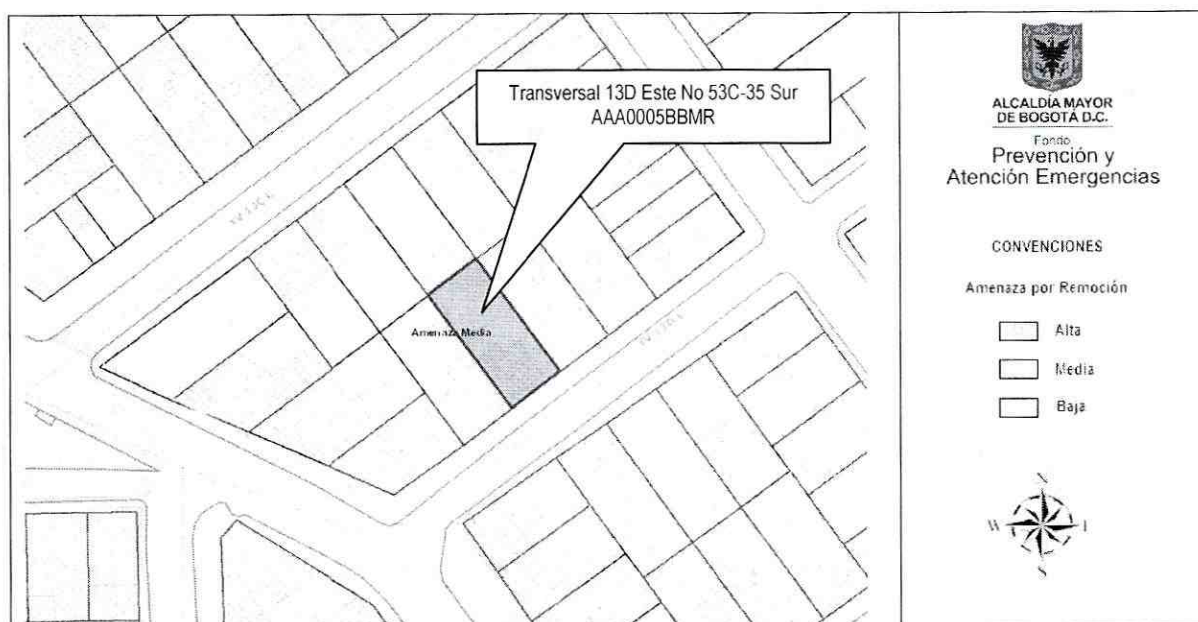 Transversal 13D Este No 53C-35 Sur
AAA0005BBMR
Amenaza Media
ALCALDÍA MAYOR
DE BOGOTÁ D.C.
Fondo
Prevención y
Atención Emergencias
CONVENCIONES
Amenaza por Remoción
Alta
Media
Baja
N
W